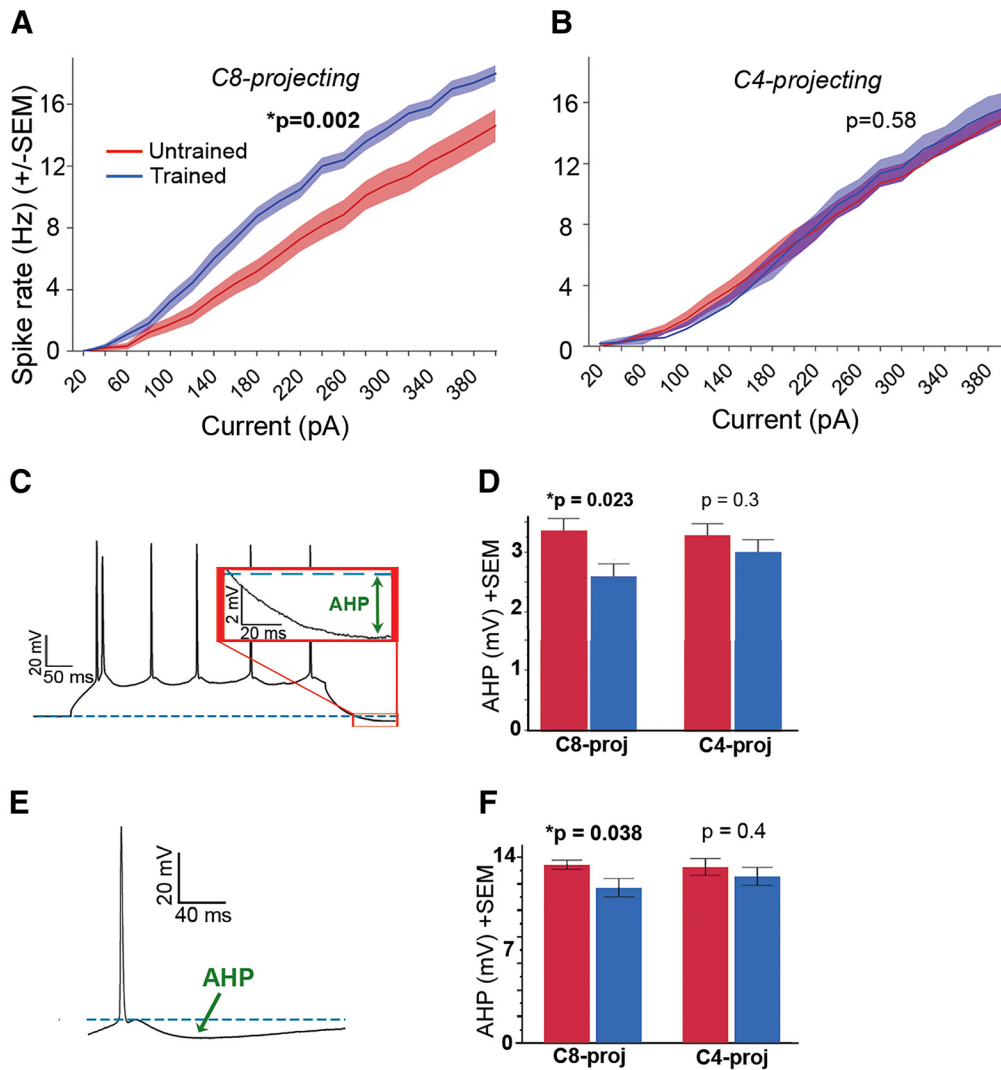 A
C8-projecting
*p=0.002
Untrained
Trained
Spike rate (Hz) (+/-SEM)
16
12
8
4
0
20
60
100
140
180
220
260
300
340
380
Current (pA)
B
C4-projecting
p=0.58
16
12
8
4
0
20
60
100
140
180
220
260
300
340
380
Current (pA)
C
20 mV
50 ms
2 mV
20 ms
AHP
D
*p = 0.023
p = 0.3
AHP (mV) +SEM
3
2
1
0
C8-proj
C4-proj
E
20 mV
40 ms
AHP
F
*p = 0.038
p = 0.4
AHP (mV) +SEM
14
7
0
C8-proj
C4-proj